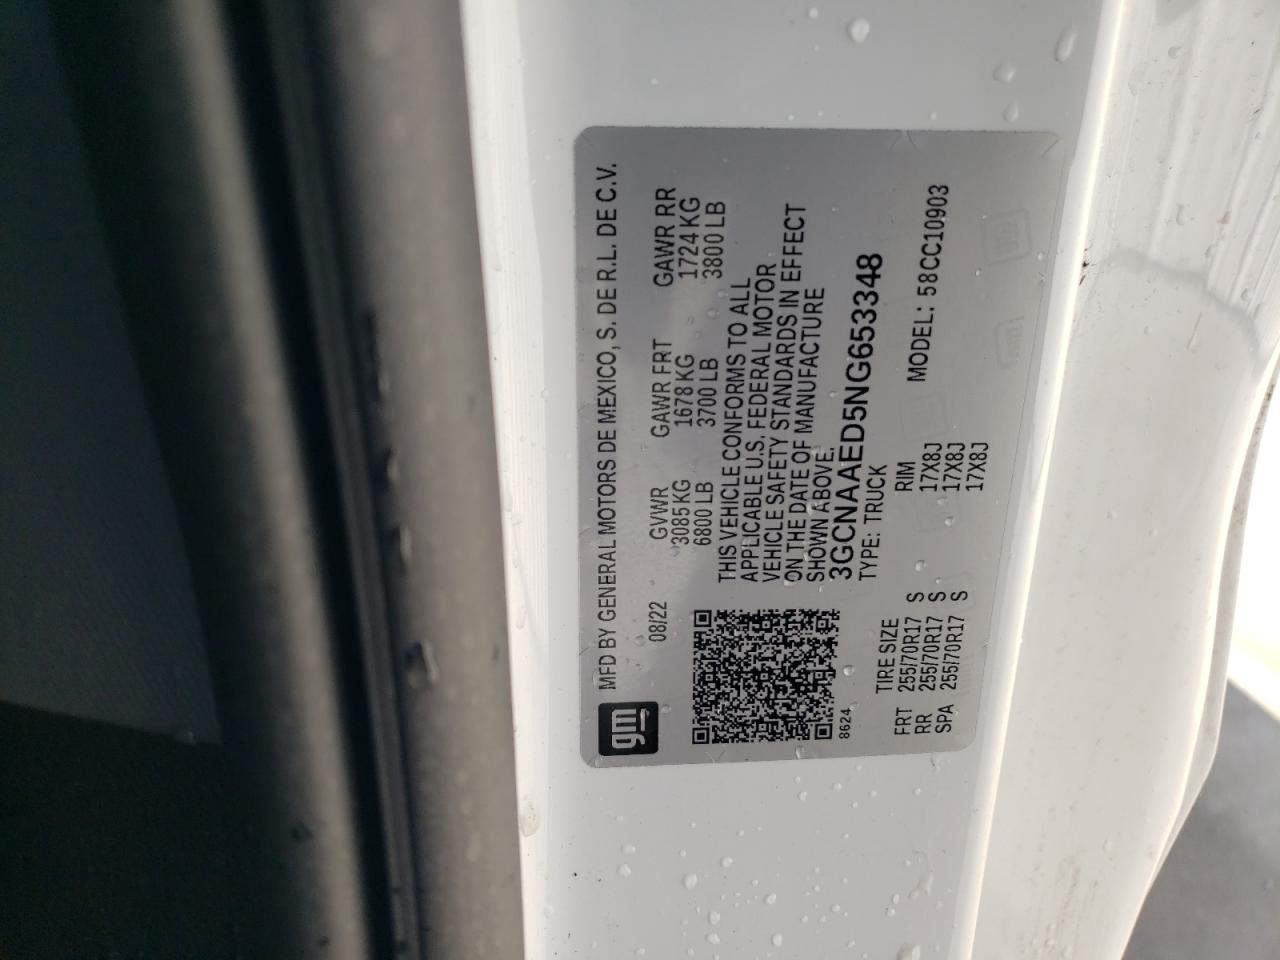 gm
MFD BY GENERAL MOTORS DE MEXICO, S. DE R.L. DE C.V.
08/22 GVWR GAWR FRT GAWR RR
3085 KG 1678 KG 1724 KG
6800 LB 3700 LB 3800 LB
THIS VEHICLE CONFORMS TO ALL
APPLICABLE U.S. FEDERAL MOTOR
VEHICLE SAFETY STANDARDS IN EFFECT
ON THE DATE OF MANUFACTURE
SHOWN ABOVE.
3GCNAAED5NG653348
8624 TYPE: TRUCK
TIRE SIZE RIM MODEL: 58CC10903
FRT 255/70R17 S 17X8J
RR 255/70R17 S 17X8J
SPA 255/70R17 S 17X8J